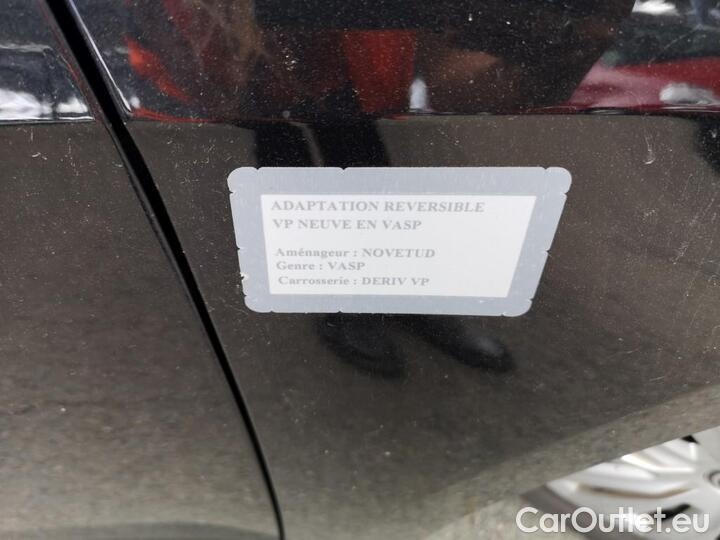 ADAPTATION REVERSIBLE
VP NEUVE EN VASP
Aménageur : NOVETUD
Genre : VASP
Carrosserie : DERIV VP
CarOutlet.eu